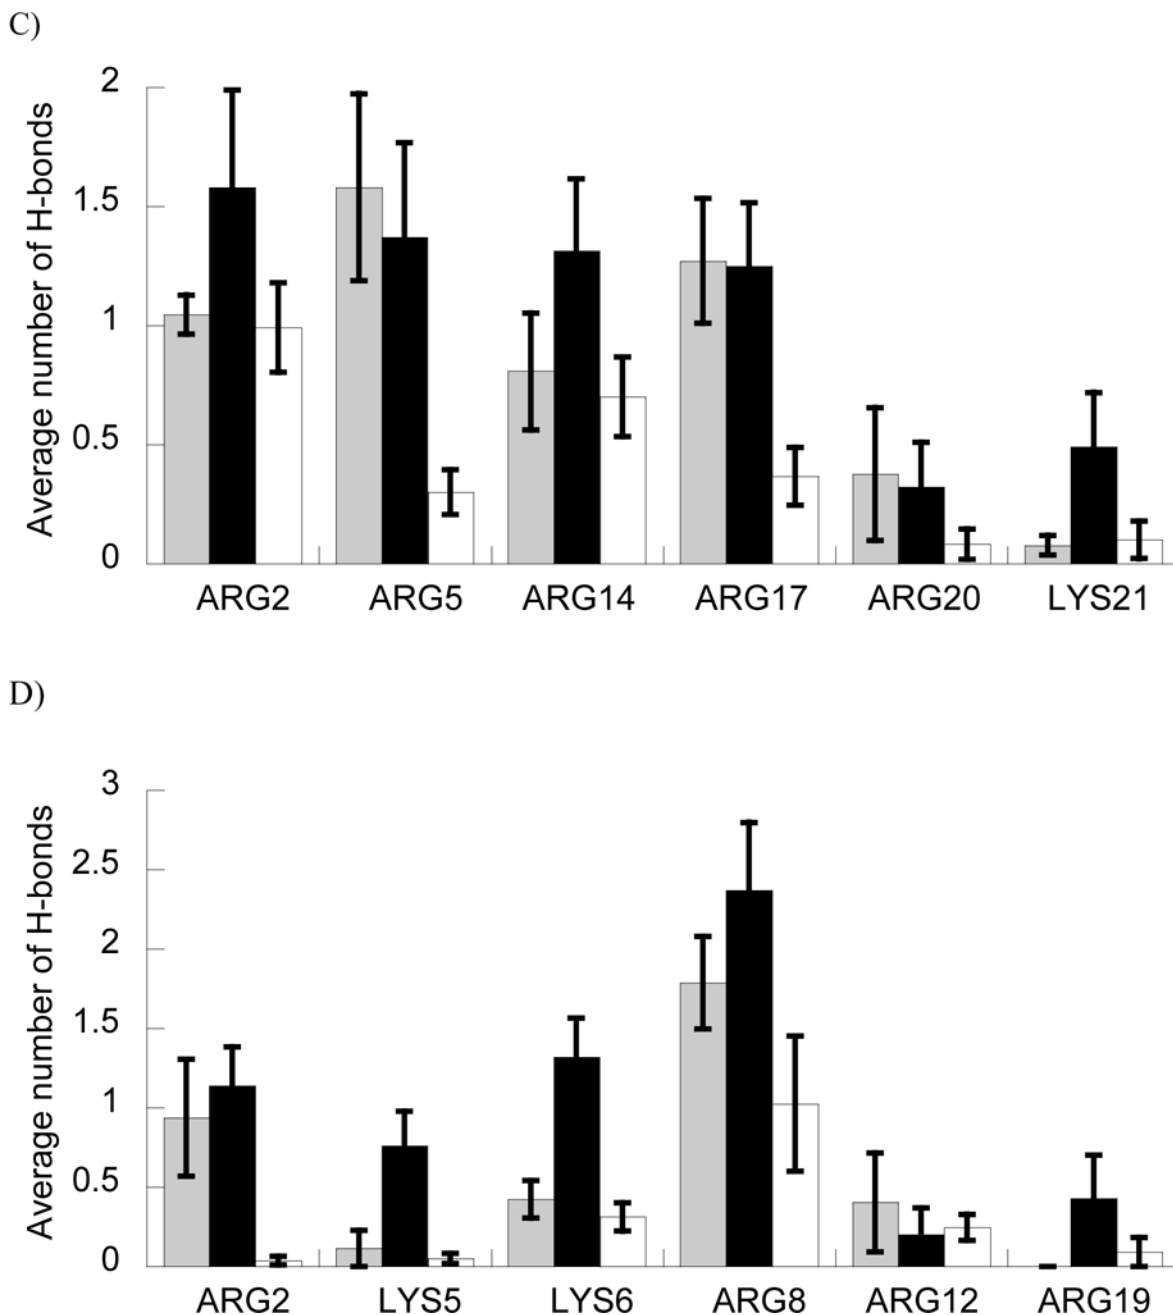 C)
Average number of H-bonds
2
1.5
1
0.5
0
ARG2 ARG5 ARG14 ARG17 ARG20 LYS21
D)
Average number of H-bonds
3
2.5
2
1.5
1
0.5
0
ARG2 LYS5 LYS6 ARG8 ARG12 ARG19